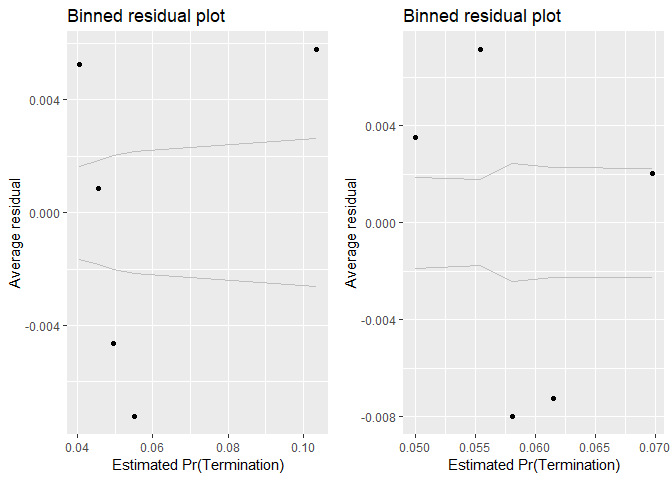 Binned residual plot
Average residual
0.004
0.000
-0.004
0.04
0.06
0.08
0.10
Estimated Pr(Termination)
Binned residual plot
Average residual
0.004
0.000
-0.004
-0.008
0.050
0.055
0.060
0.065
0.070
Estimated Pr(Termination)